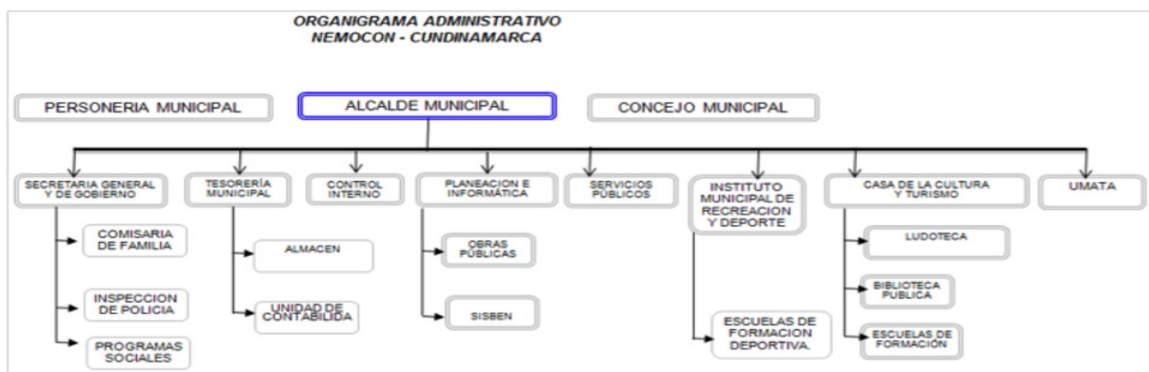 ORGANIGRAMA ADMINISTRATIVO
NEMOCON - CUNDINAMARCA
PERSONERIA MUNICIPAL
ALCALDE MUNICIPAL
CONCEJO MUNICIPAL
SECRETARIA GENERAL
Y DE GOBIERNO
TESORERÍA
MUNICIPAL
CONTROL
INTERNO
PLANEACION E
INFORMÁTICA
SERVICIOS
PÚBLICOS
INSTITUTO
MUNICIPAL DE
RECREACION
Y DEPORTE
CASA DE LA CULTURA
Y TURISMO
UMATA
COMISARIA
DE FAMILIA
INSPECCION
DE POLICIA
PROGRAMAS
SOCIALES
ALMACEN
UNIDAD DE
CONTABILIDA
OBRAS
PÚBLICAS
SISBEN
ESCUELAS DE
FORMACION
DEPORTIVA.
LUDOTECA
BIBLIOTECA
PUBLICA
ESCUELAS DE
FORMACIÓN